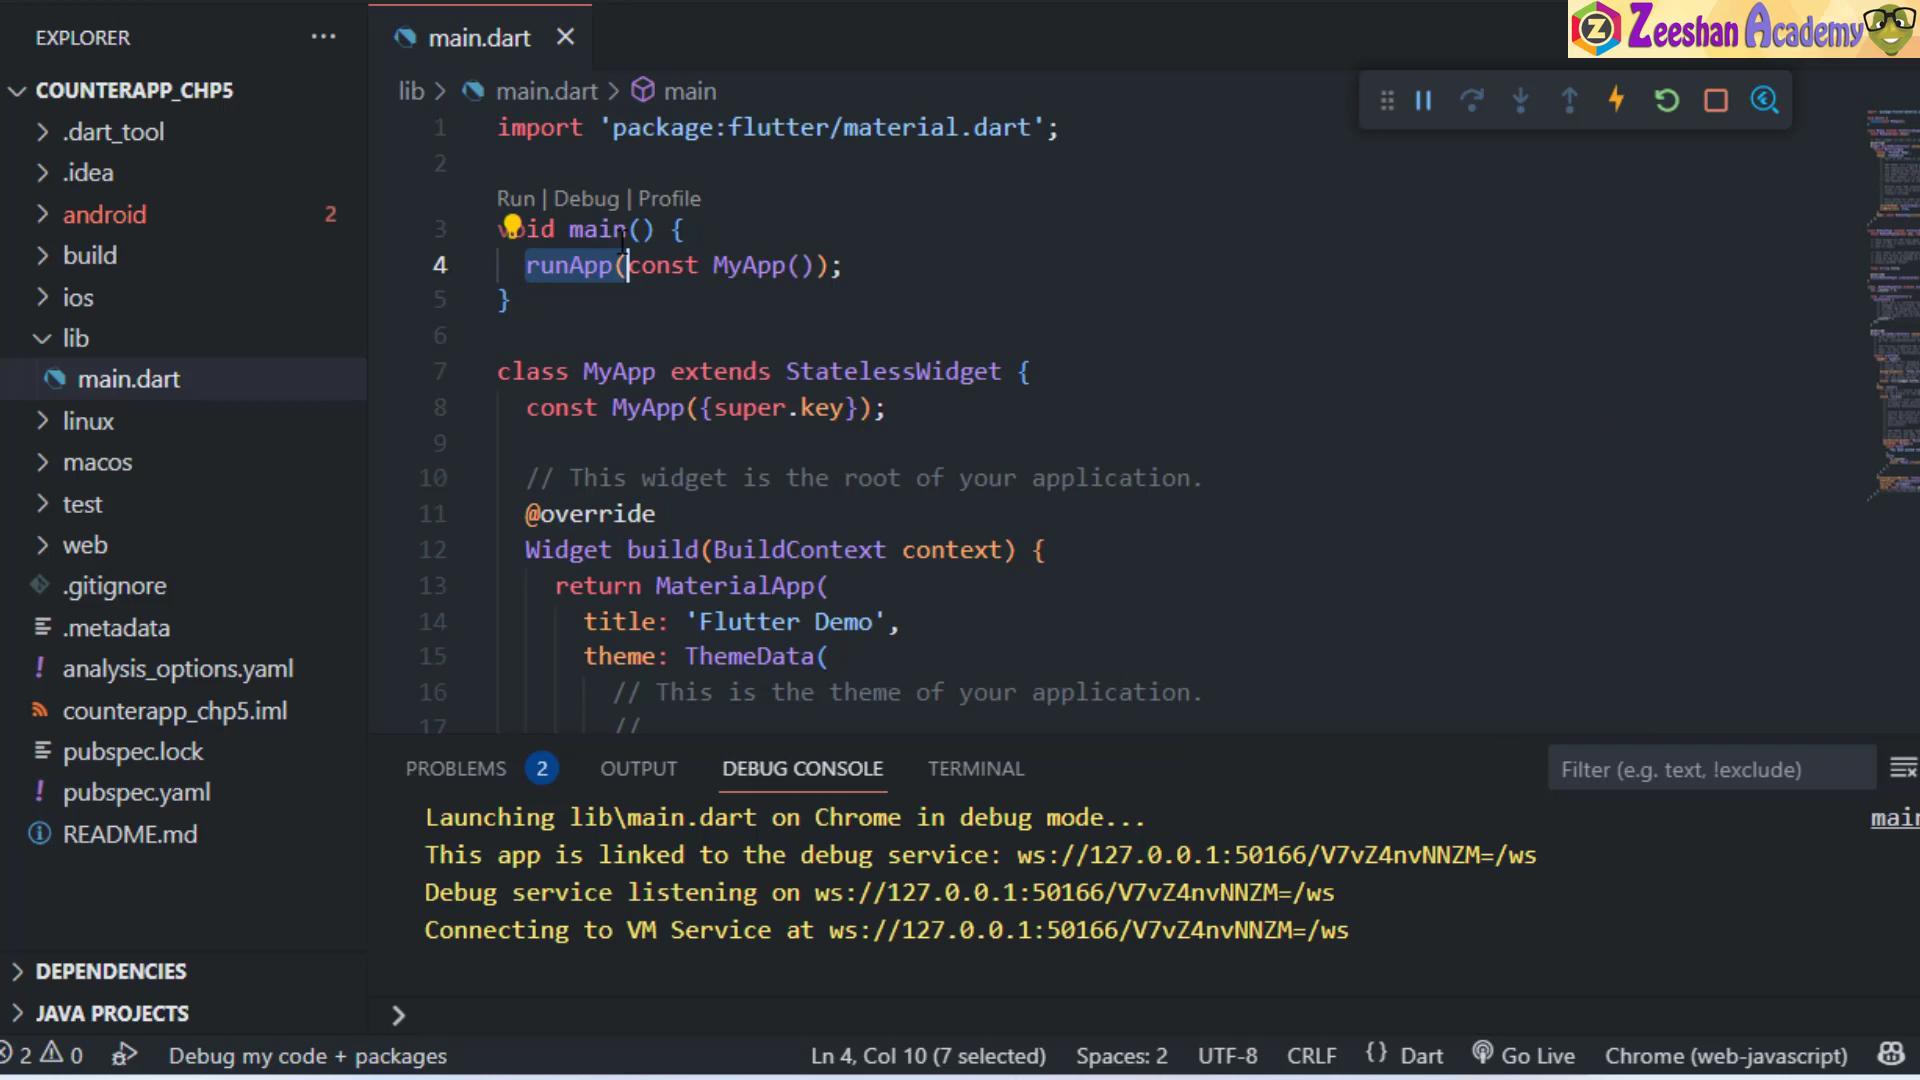 EXPLORER
COUNTERAPP_CHP5
.dart_tool
.idea
android 2
build
ios
lib
main.dart
linux
macos
test
web
.gitignore
.metadata
analysis_options.yaml
counterapp_chp5.iml
pubspec.lock
pubspec.yaml
README.md
DEPENDENCIES
JAVA PROJECTS
main.dart
Zeeshan Academy
lib > main.dart > main
1 import 'package:flutter/material.dart';
2
Run | Debug | Profile
3 void main() {
4 runApp(const MyApp());
5 }
6
7 class MyApp extends StatelessWidget {
8 const MyApp({super.key});
9
10 // This widget is the root of your application.
11 @override
12 Widget build(BuildContext context) {
13 return MaterialApp(
14 title: 'Flutter Demo',
15 theme: ThemeData(
16 // This is the theme of your application.
17 //
PROBLEMS 2 OUTPUT DEBUG CONSOLE TERMINAL Filter (e.g. text, !exclude)
Launching lib\main.dart on Chrome in debug mode...
This app is linked to the debug service: ws://127.0.0.1:50166/V7vZ4nvNNZM=/ws
Debug service listening on ws://127.0.0.1:50166/V7vZ4nvNNZM=/ws
Connecting to VM Service at ws://127.0.0.1:50166/V7vZ4nvNNZM=/ws
2 0 Debug my code + packages Ln 4, Col 10 (7 selected) Spaces: 2 UTF-8 CRLF {} Dart Go Live Chrome (web-javascript)